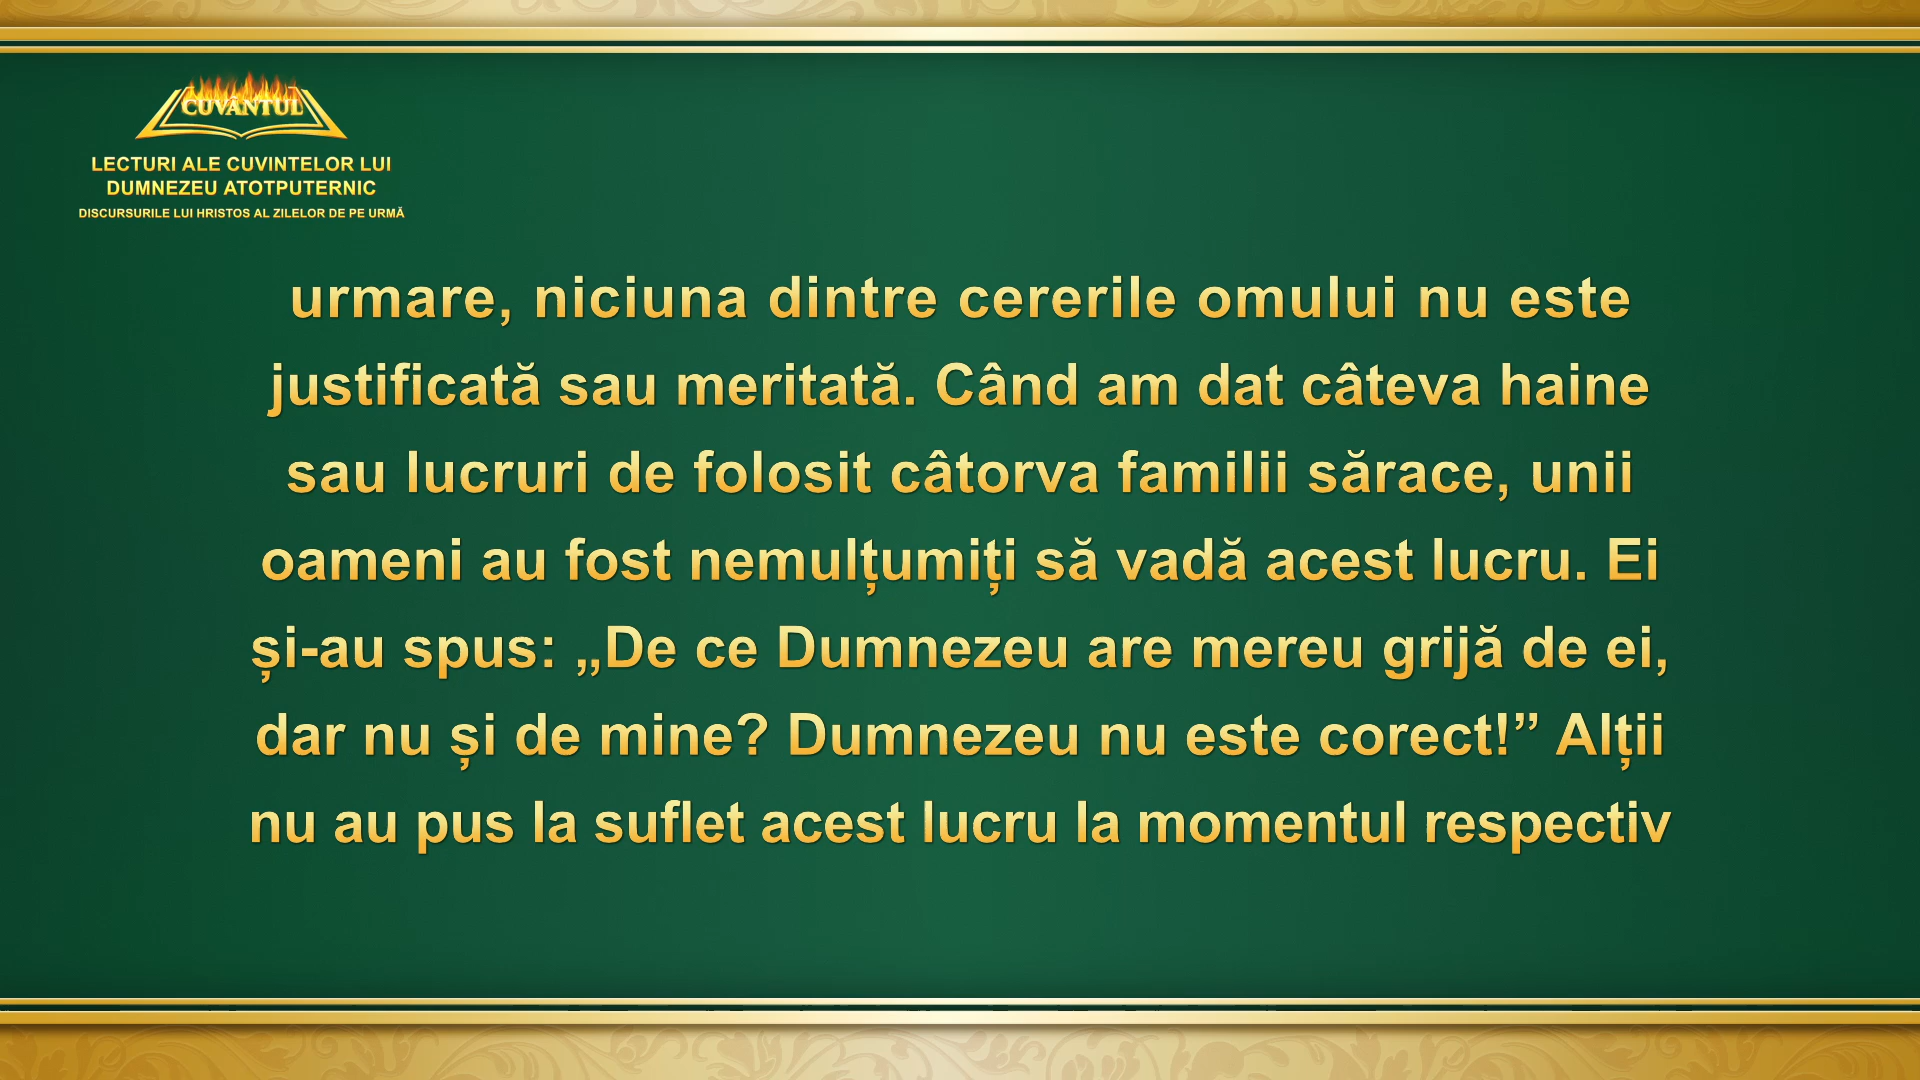 CUVÂNTUL
LECTURI ALE CUVINTELOR LUI
DUMNEZEU ATOTPUTERNIC
DISCURSURILE LUI HRISTOS AL ZILELOR DE PE URMĂ
urmare, niciuna dintre cererile omului nu este
justificată sau meritată. Când am dat câteva haine
sau lucruri de folosit câtorva familii sărace, unii
oameni au fost nemulțumiți să vadă acest lucru. Ei
și-au spus: „De ce Dumnezeu are mereu grijă de ei,
dar nu și de mine? Dumnezeu nu este corect!” Alții
nu au pus la suflet acest lucru la momentul respectiv